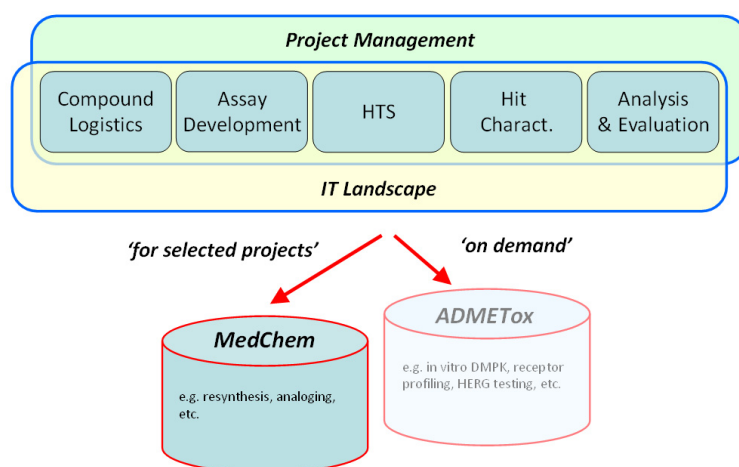 Project Management
Compound
Logistics
Assay
Development
HTS
Hit
Charact.
Analysis
& Evaluation
IT Landscape
‘for selected projects’
‘on demand’
MedChem
e.g. resynthesis, analoging,
etc.
ADMETox
e.g. in vitro DMPK, receptor
profiling, HERG testing, etc.